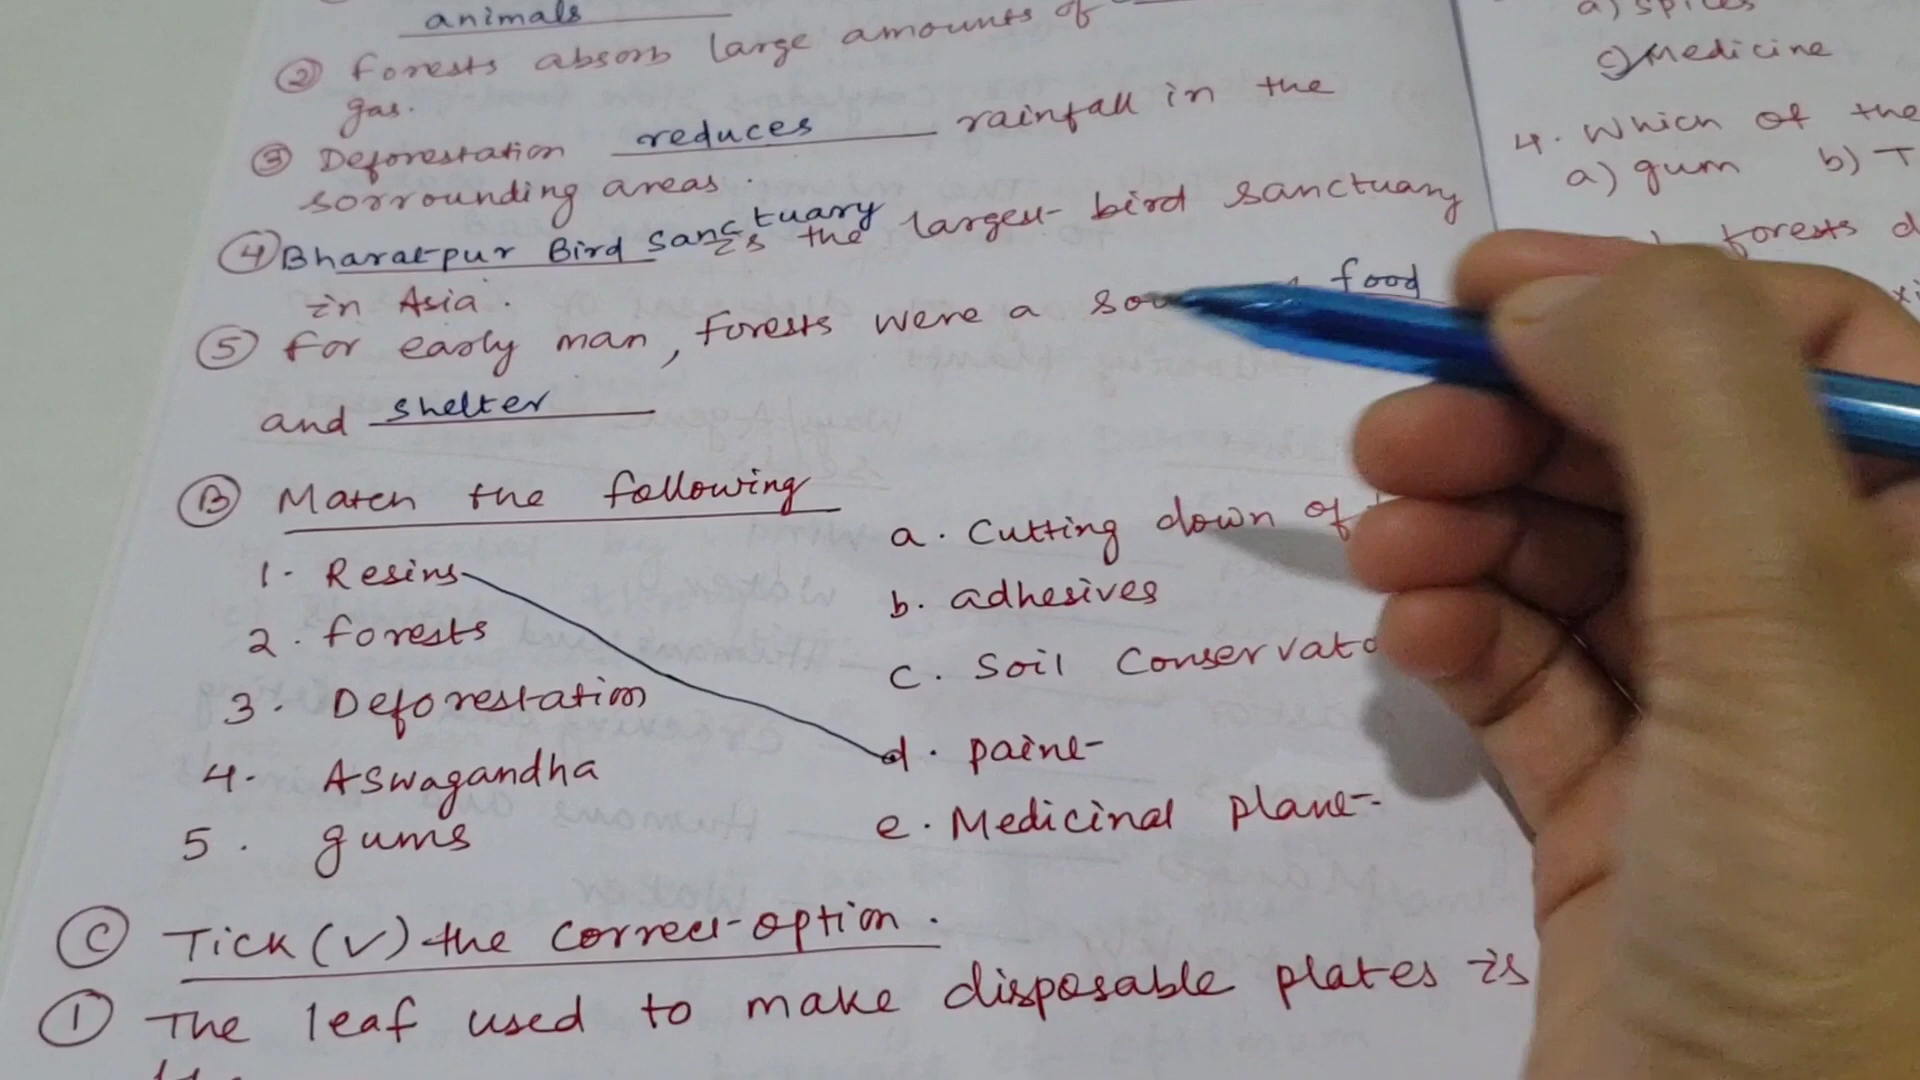 animals
② forests absorb large amounts of
gas.
③ Deforestation reduces rainfall in the
sorrounding areas.
④ Bharatpur Bird Sanctuary is the largest bird sanctuary
in Asia.
⑤ for early man, forests were a food
and shelter
Ⓑ Match the following
1. Resins
2. forests
3. Deforestation
4. Aswagandha
5. gums
a. Cutting down of
b. adhesives
c. Soil
d. paint
e. Medicinal plant
Ⓒ Tick (√) the correct option.
① The leaf used to make disposable plates is
a) spices
c) Medicine
4. Which of the
a) gum b) T
forests d